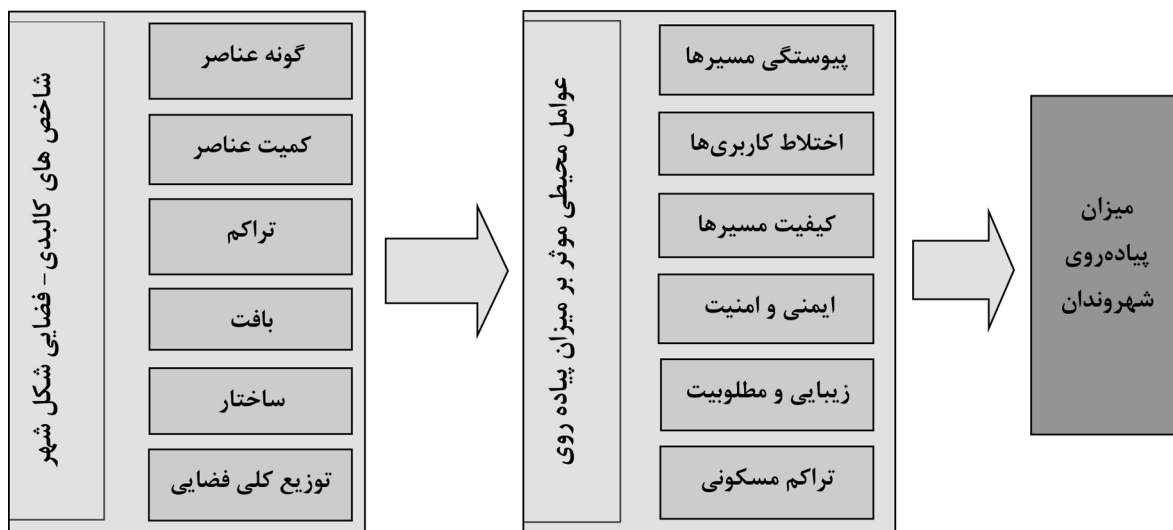 شاخص های کالبدی- فضایی شکل شهر
گونه عناصر
کمیت عناصر
تراکم
بافت
ساختار
توزیع کلی فضایی
عوامل محیطی موثر بر میزان پیاده روی
پیوستگی مسیرها
اختلاط کاربری‌ها
کیفیت مسیرها
ایمنی و امنیت
زیبایی و مطلوبیت
تراکم مسکونی
میزان
پیاده‌روی
شهروندان